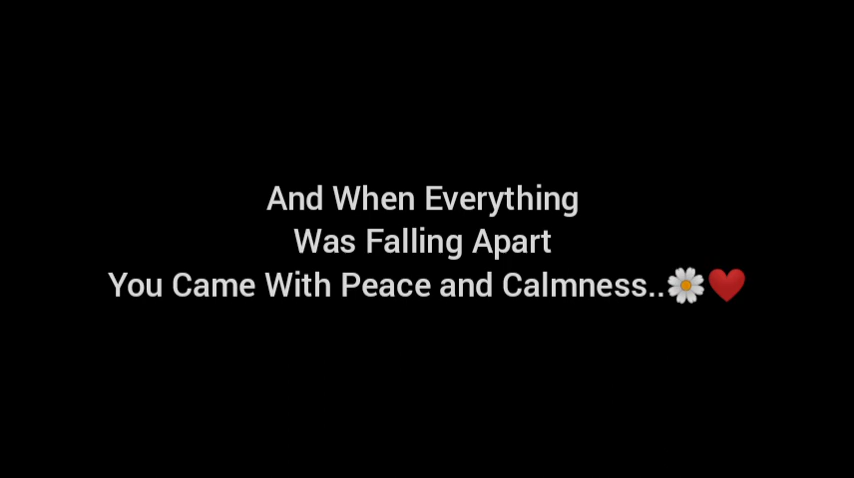 And When Everything
Was Falling Apart
You Came With Peace and Calmness..🌼❤️